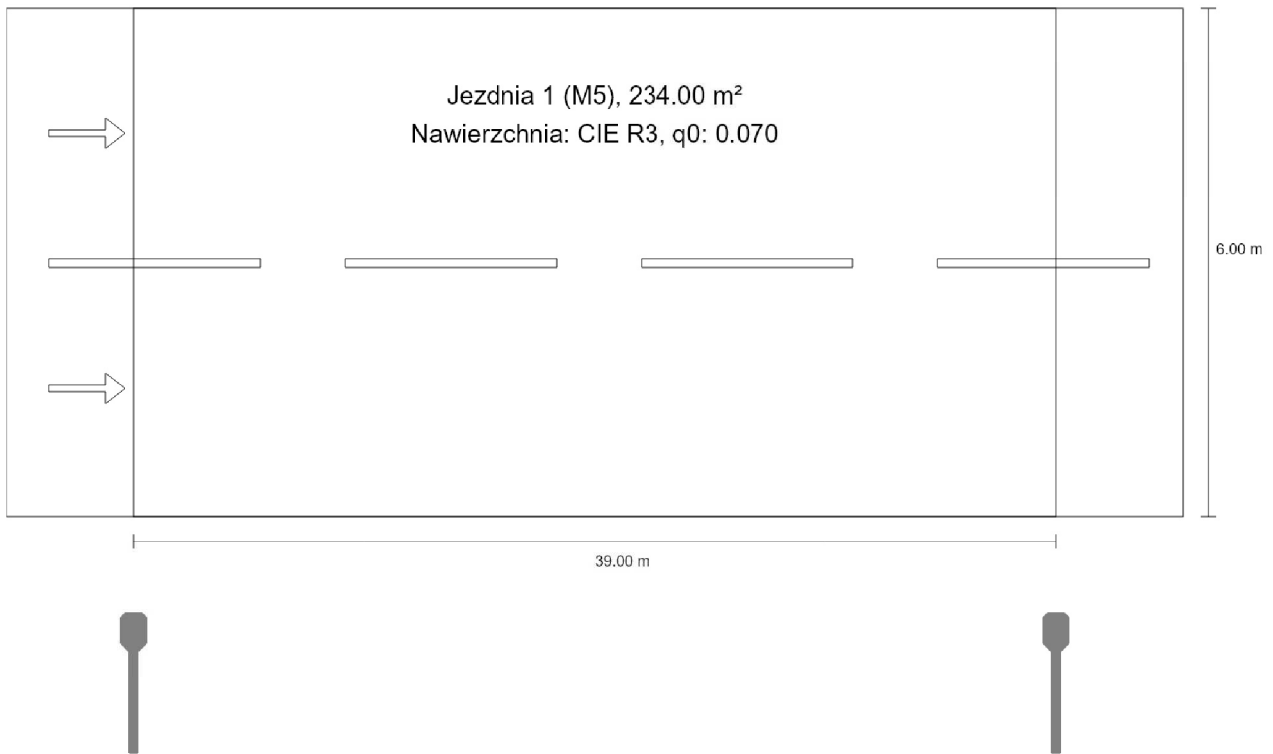 Jezdnia 1 (M5), 234.00 m²
Nawierzchnia: CIE R3, q0: 0.070
6.00 m
39.00 m